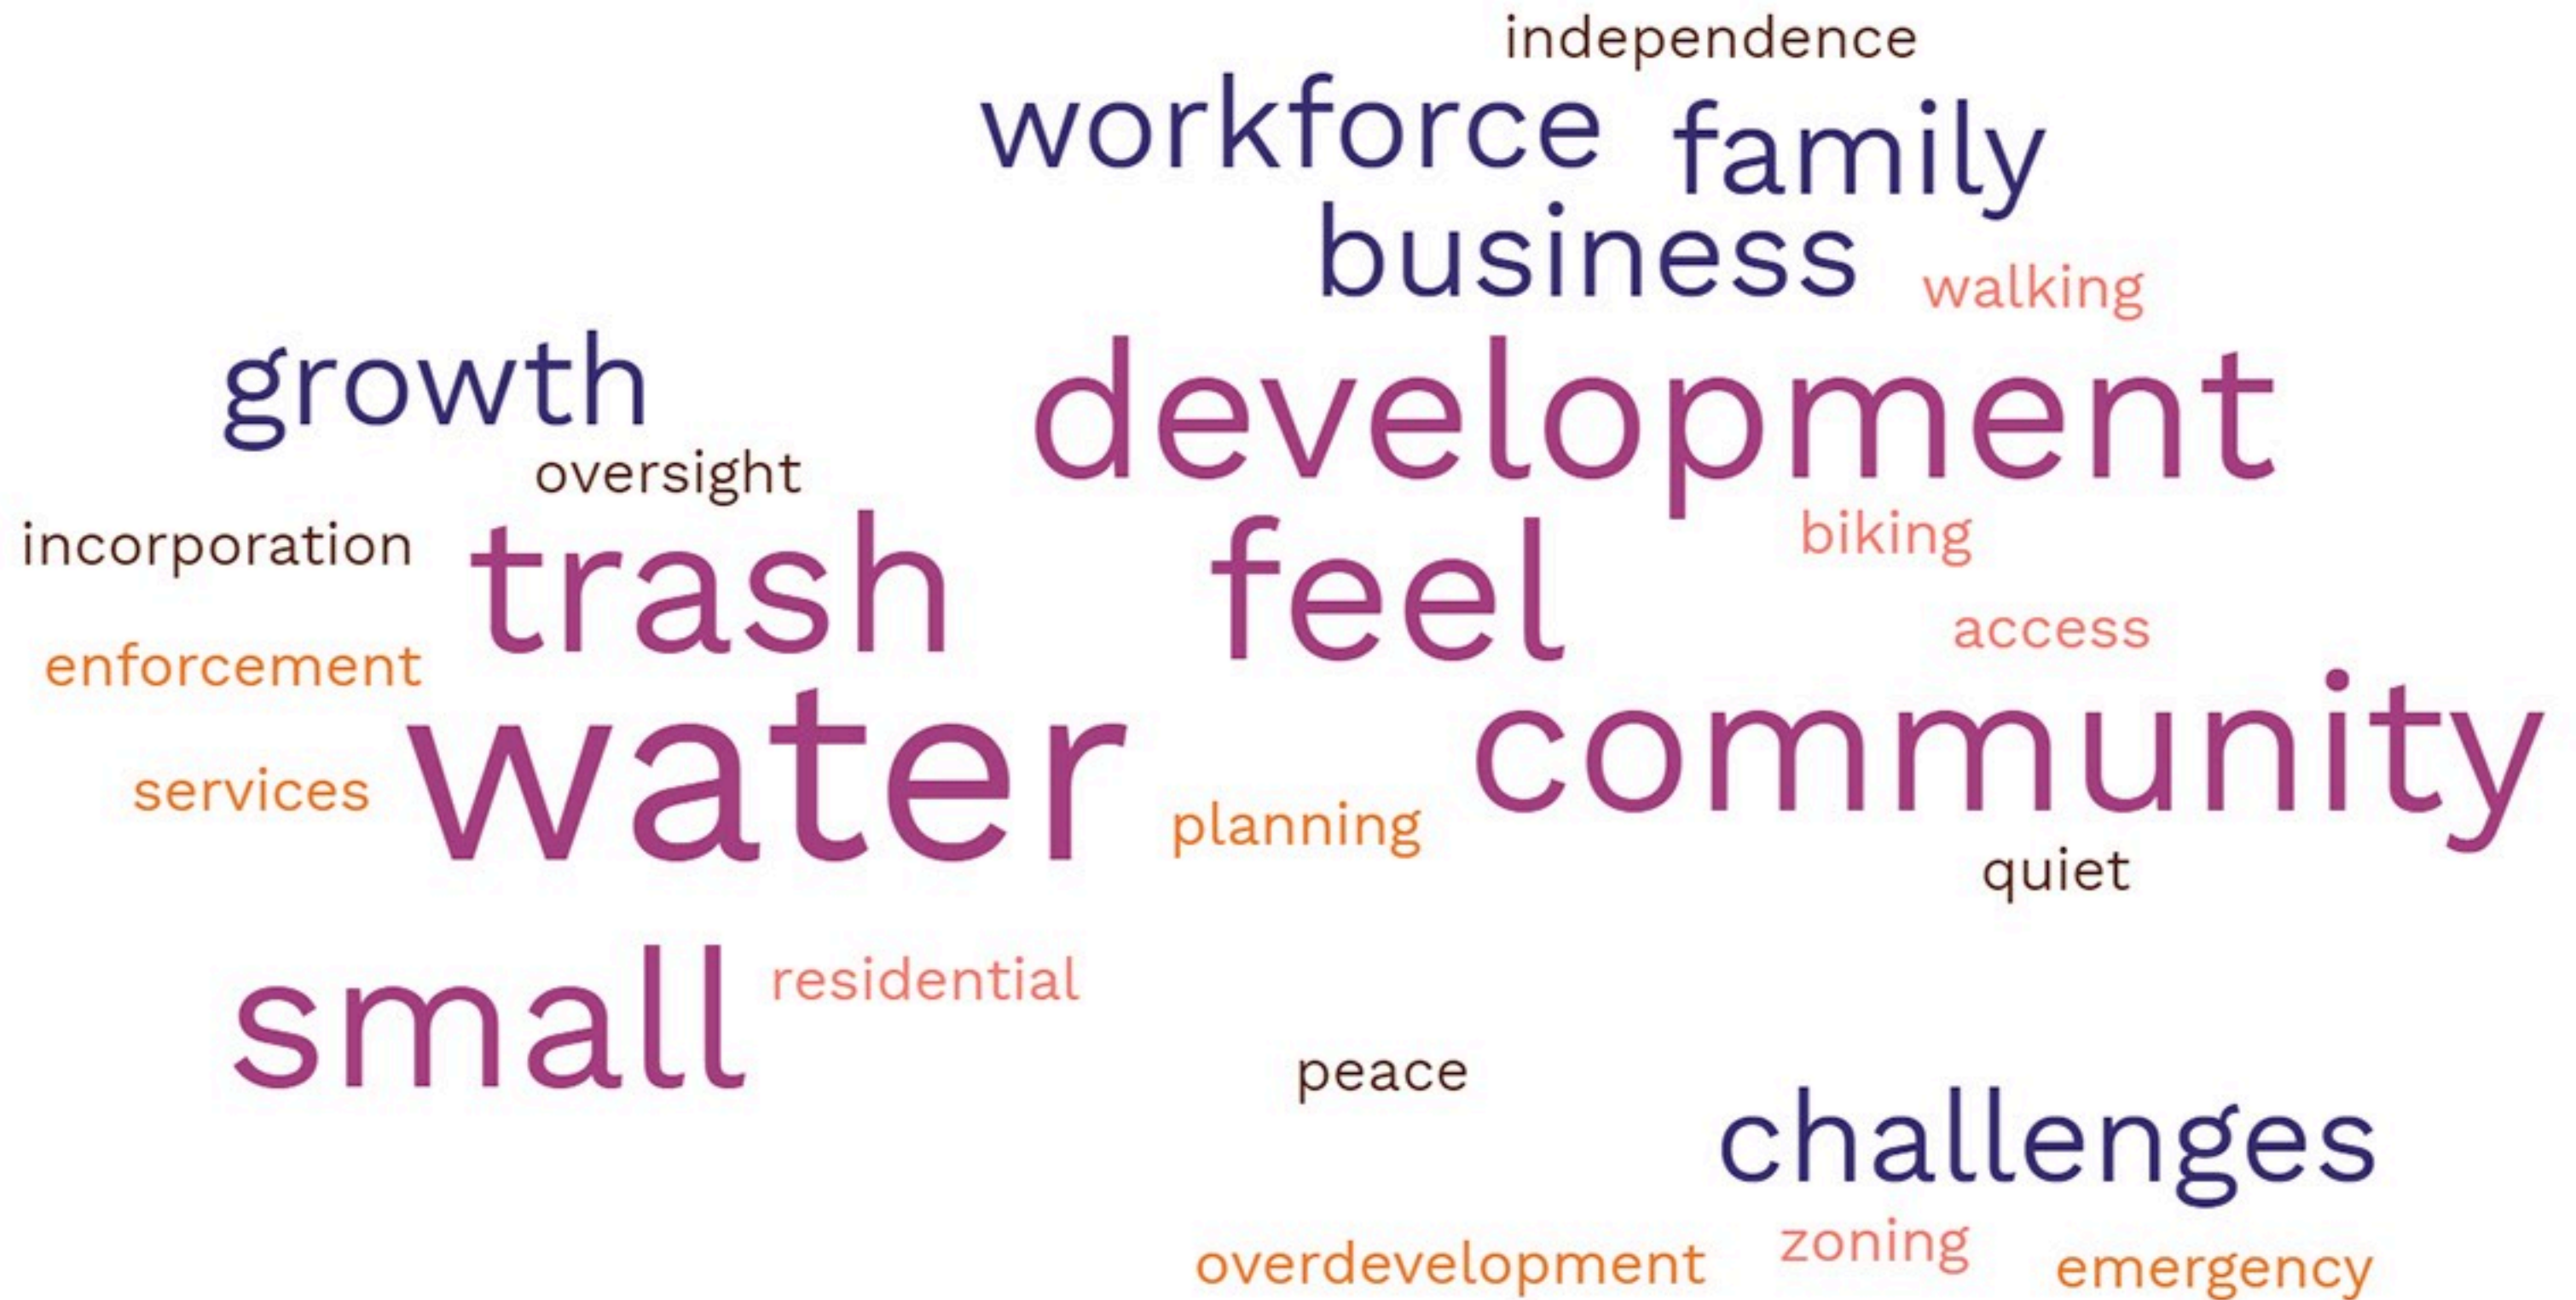 independence
workforce family
business
walking
growth
development
oversight
incorporation
trash
feel
biking
enforcement
access
services
water
planning
community
quiet
small
residential
peace
challenges
overdevelopment
zoning
emergency